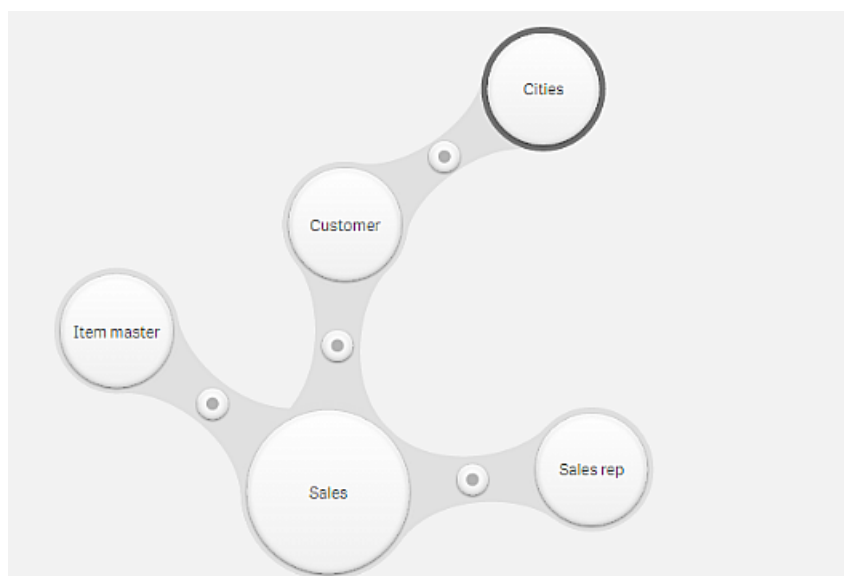 Cities
Customer
Item master
Sales rep
Sales